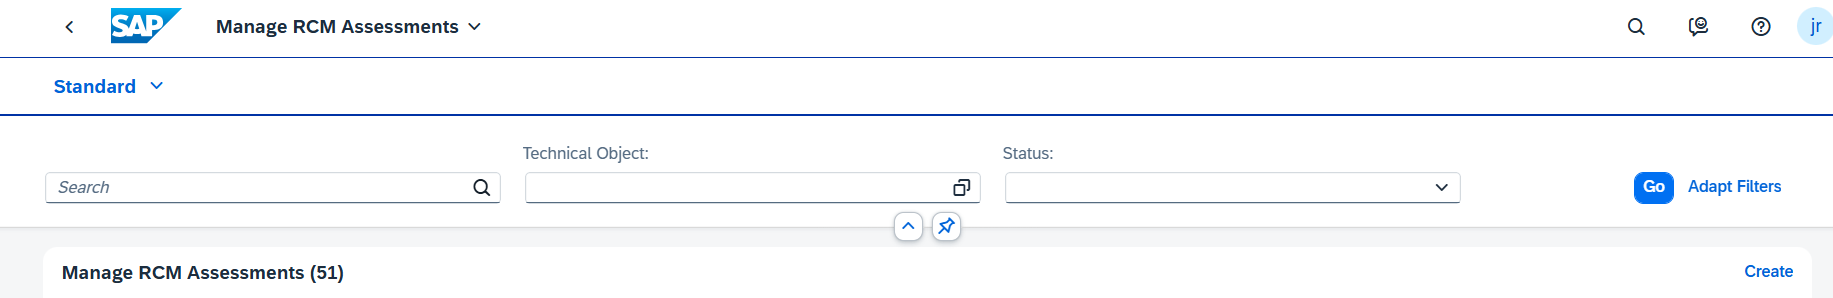 SAP Manage RCM Assessments jr
Standard
Technical Object: Status:
Search Go Adapt Filters
Manage RCM Assessments (51) Create